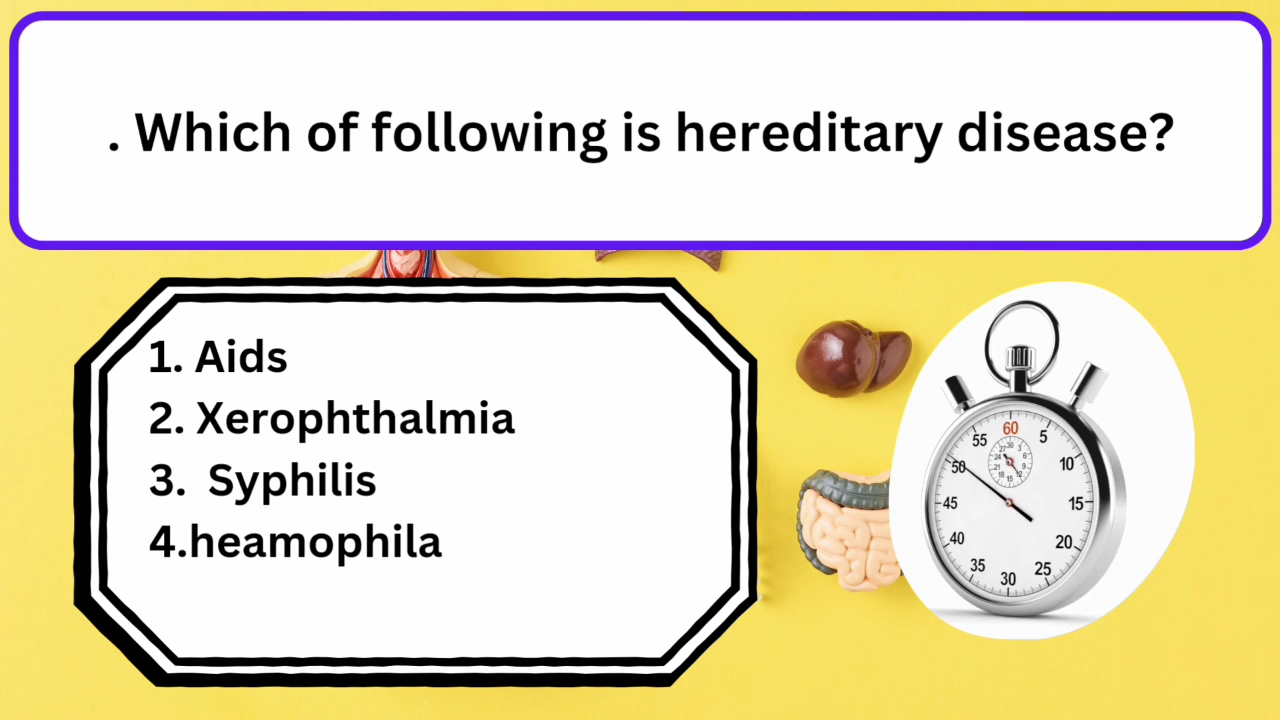 . Which of following is hereditary disease?
1. Aids
2. Xerophthalmia
3. Syphilis
4.heamophila
60
55
5
50
10
45
15
40
20
35
25
30